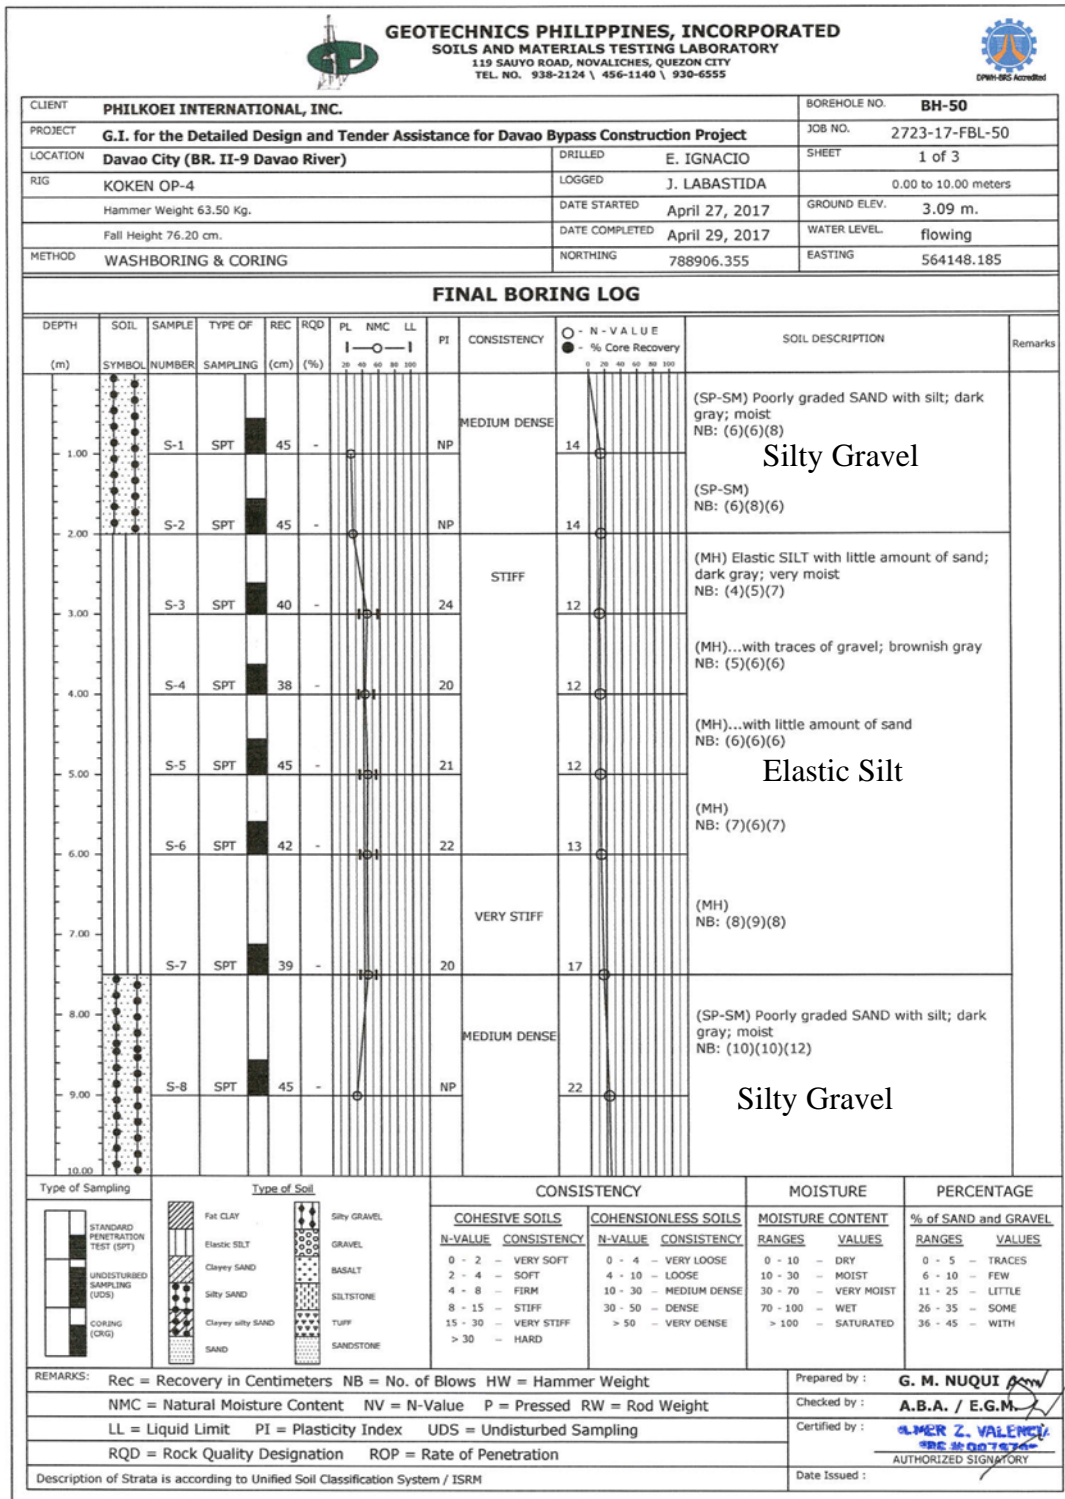 GEOTECHNICS PHILIPPINES, INCORPORATED
SOILS AND MATERIALS TESTING LABORATORY
119 SAUYO ROAD, NOVALICHES, QUEZON CITY
TEL. NO. 938-2124 \ 456-1140 \ 930-6555
DPWH-BRS Accredited
CLIENT PHILKOEI INTERNATIONAL, INC. BOREHOLE NO. BH-50
PROJECT G.I. for the Detailed Design and Tender Assistance for Davao Bypass Construction Project JOB NO. 2723-17-FBL-50
LOCATION Davao City (BR. II-9 Davao River) DRILLED E. IGNACIO SHEET 1 of 3
RIG KOKEN OP-4 LOGGED J. LABASTIDA 0.00 to 10.00 meters
Hammer Weight 63.50 Kg. DATE STARTED April 27, 2017 GROUND ELEV. 3.09 m.
Fall Height 76.20 cm. DATE COMPLETED April 29, 2017 WATER LEVEL. flowing
METHOD WASHBORING & CORING NORTHING 788906.355 EASTING 564148.185
FINAL BORING LOG
DEPTH SOIL SAMPLE TYPE OF REC RQD PL NMC LL PI CONSISTENCY O - N-VALUE SOIL DESCRIPTION Remarks
● - % Core Recovery
(m) SYMBOL NUMBER SAMPLING (cm) (%) 20 40 60 80 100 0 20 40 60 80 100
(SP-SM) Poorly graded SAND with silt; dark
gray; moist
MEDIUM DENSE
NB: (6)(6)(8)
S-1 SPT 45 - NP 14
1.00
Silty Gravel
(SP-SM)
NB: (6)(8)(6)
S-2 SPT 45 - NP 14
2.00
(MH) Elastic SILT with little amount of sand;
dark gray; very moist
STIFF
NB: (4)(5)(7)
S-3 SPT 40 - 24 12
3.00
(MH)...with traces of gravel; brownish gray
NB: (5)(6)(6)
S-4 SPT 38 - 20 12
4.00
(MH)...with little amount of sand
NB: (6)(6)(6)
S-5 SPT 45 - 21 12
5.00
Elastic Silt
(MH)
NB: (7)(6)(7)
S-6 SPT 42 - 22 13
6.00
(MH)
VERY STIFF
NB: (8)(9)(8)
7.00
S-7 SPT 39 - 20 17
8.00
(SP-SM) Poorly graded SAND with silt; dark
gray; moist
MEDIUM DENSE
NB: (10)(10)(12)
S-8 SPT 45 - NP 22
9.00
Silty Gravel
10.00
Type of Sampling
STANDARD PENETRATION TEST (SPT)
UNDISTURBED SAMPLING (UDS)
CORING (CRG)
Type of Soil
Fat CLAY Silty GRAVEL
Elastic SILT GRAVEL
Clayey SAND BASALT
Silty SAND SILTSTONE
Clayey silty SAND TUFF
SAND SANDSTONE
CONSISTENCY
COHESIVE SOILS COHENSIONLESS SOILS
N-VALUE CONSISTENCY N-VALUE CONSISTENCY
0 - 2 – VERY SOFT 0 - 4 – VERY LOOSE
2 - 4 – SOFT 4 - 10 – LOOSE
4 - 8 – FIRM 10 - 30 – MEDIUM DENSE
8 - 15 – STIFF 30 - 50 – DENSE
15 - 30 – VERY STIFF > 50 – VERY DENSE
> 30 – HARD
MOISTURE
MOISTURE CONTENT
RANGES VALUES
0 - 10 – DRY
10 - 30 – MOIST
30 - 70 – VERY MOIST
70 - 100 – WET
> 100 – SATURATED
PERCENTAGE
% of SAND and GRAVEL
RANGES VALUES
0 - 5 – TRACES
6 - 10 – FEW
11 - 25 – LITTLE
26 - 35 – SOME
36 - 45 – WITH
REMARKS: Rec = Recovery in Centimeters NB = No. of Blows HW = Hammer Weight
NMC = Natural Moisture Content NV = N-Value P = Pressed RW = Rod Weight
LL = Liquid Limit PI = Plasticity Index UDS = Undisturbed Sampling
RQD = Rock Quality Designation ROP = Rate of Penetration
Description of Strata is according to Unified Soil Classification System / ISRM
Prepared by : G. M. NUQUI
Checked by : A.B.A. / E.G.M.
Certified by : Z. VALENCIA
AUTHORIZED SIGNATORY
Date Issued :